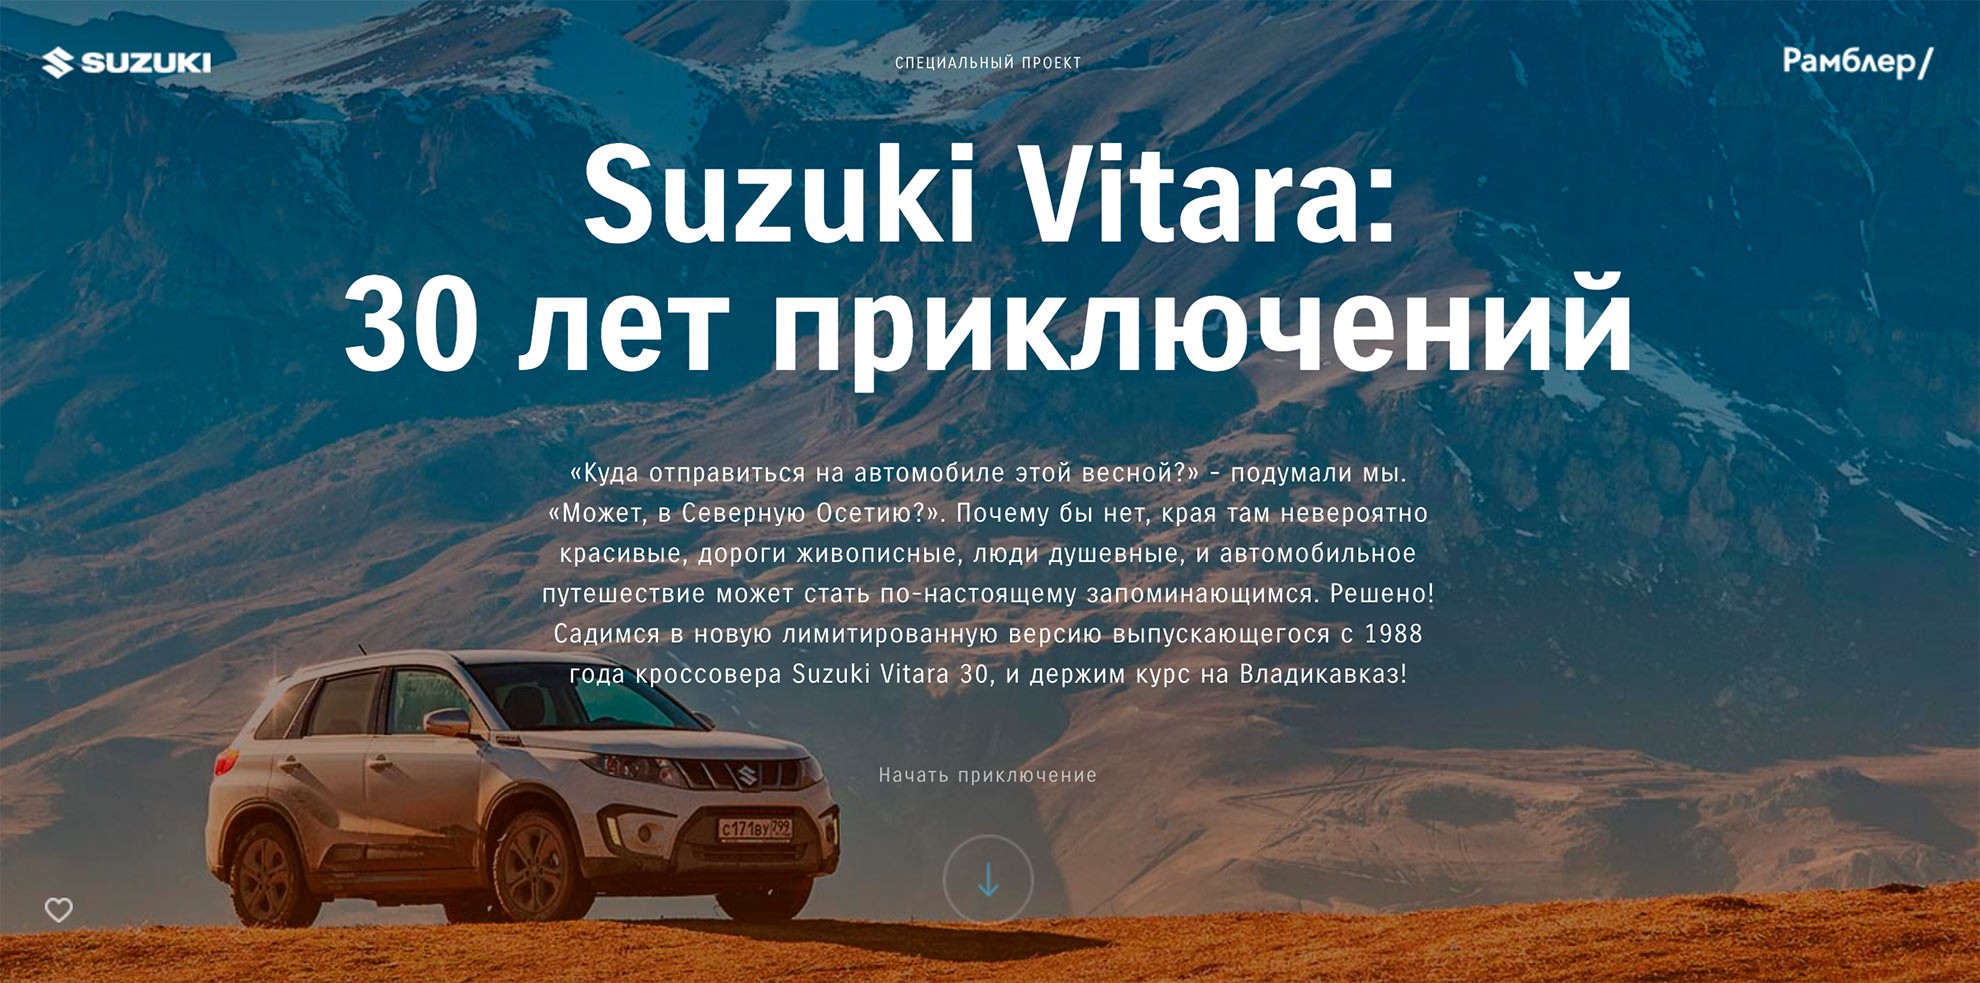 SUZUKI
СПЕЦИАЛЬНЫЙ ПРОЕКТ
Рамблер/
Suzuki Vitara:
30 лет приключений
«Куда отправиться на автомобиле этой весной?» - подумали мы.
«Может, в Северную Осетию?». Почему бы нет, края там невероятно
красивые, дороги живописные, люди душевные, и автомобильное
путешествие может стать по-настоящему запоминающимся. Решено!
Садимся в новую лимитированную версию выпускающегося с 1988
года кроссовера Suzuki Vitara 30, и держим курс на Владикавказ!
Начать приключение
с171ву 799